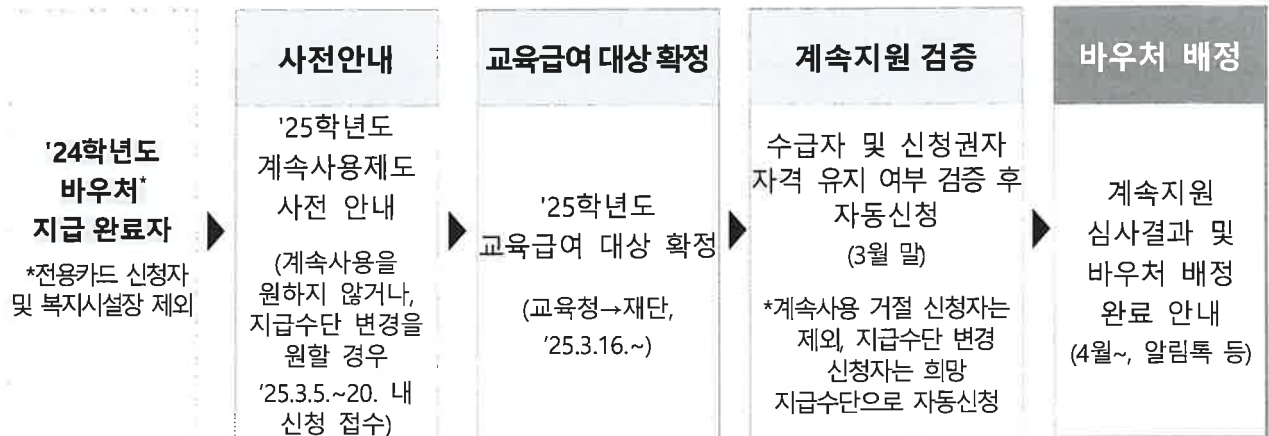 '24학년도
바우처*
지급 완료자
*전용카드 신청자
및 복지시설장 제외
사전안내
'25학년도
계속사용제도
사전 안내
(계속사용을
원하지 않거나,
지급수단 변경을
원할 경우
'25.3.5.~20. 내
신청 접수)
교육급여 대상 확정
'25학년도
교육급여 대상 확정
(교육청→재단,
'25.3.16.~)
계속지원 검증
수급자 및 신청권자
자격 유지 여부 검증 후
자동신청
(3월 말)
*계속사용 거절 신청자는
제외, 지급수단 변경
신청자는 희망
지급수단으로 자동신청
바우처 배정
계속지원
심사결과 및
바우처 배정
완료 안내
(4월~, 알림톡 등)